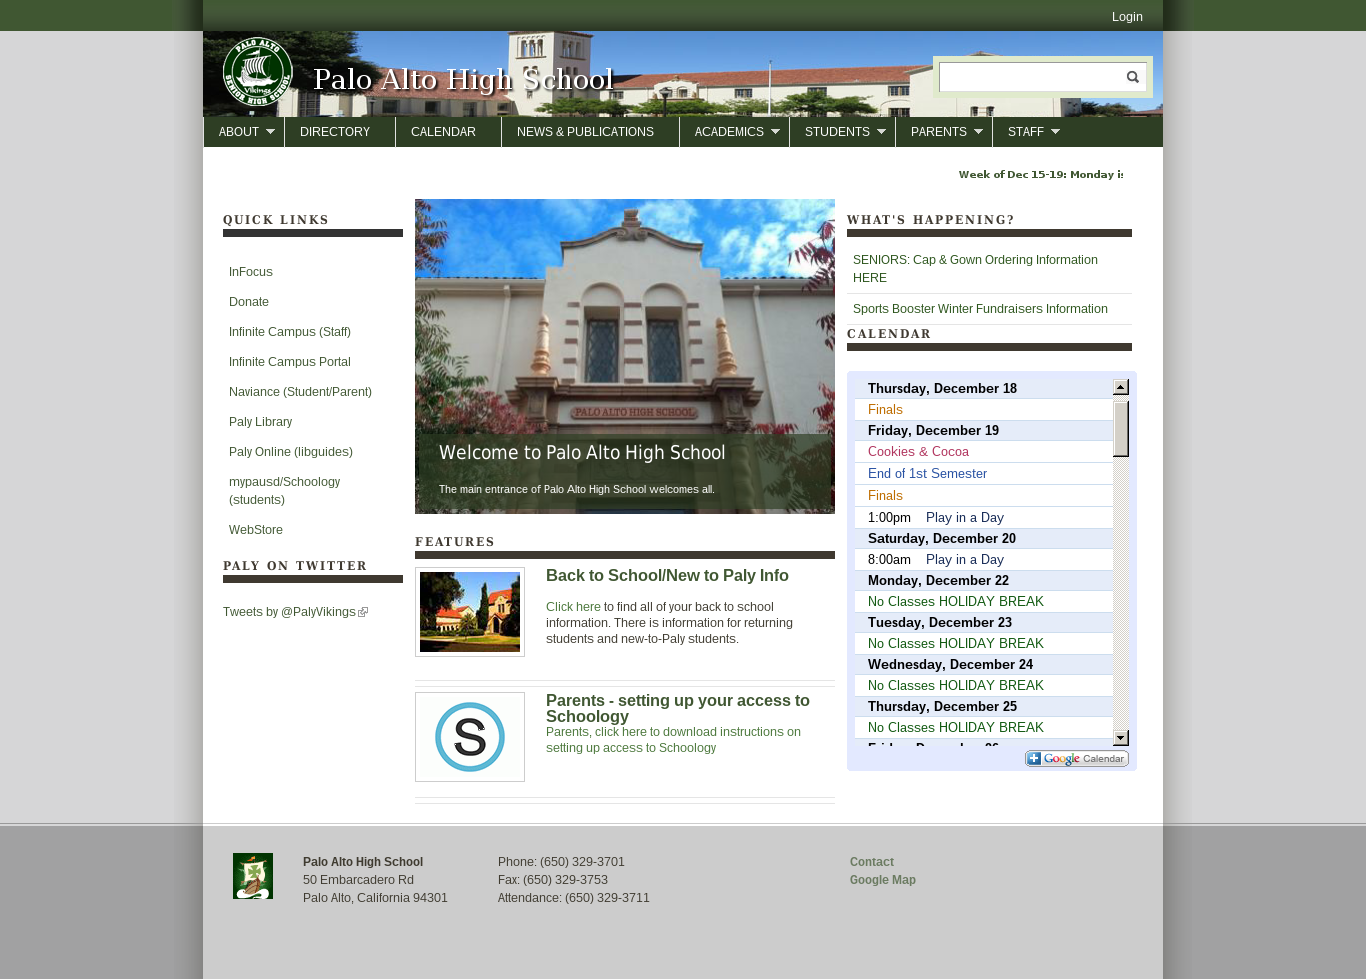 Login
PALO ALTO
Vikings
SENIOR HIGH SCHOOL
Palo Alto High School
ABOUT
DIRECTORY
CALENDAR
NEWS & PUBLICATIONS
ACADEMICS
STUDENTS
PARENTS
STAFF
Week of Dec 15-19: Monday is
QUICK LINKS
InFocus
Donate
Infinite Campus (Staff)
Infinite Campus Portal
Naviance (Student/Parent)
Paly Library
Paly Online (libguides)
mypausd/Schoology
(students)
WebStore
PALY ON TWITTER
Tweets by @PalyVikings
PALO ALTO HIGH SCHOOL
Welcome to Palo Alto High School
The main entrance of Palo Alto High School welcomes all.
FEATURES
Back to School/New to Paly Info
Click here to find all of your back to school
information. There is information for returning
students and new-to-Paly students.
S
Parents - setting up your access to
Schoology
Parents, click here to download instructions on
setting up access to Schoology
WHAT'S HAPPENING?
SENIORS: Cap & Gown Ordering Information
HERE
Sports Booster Winter Fundraisers Information
CALENDAR
Thursday, December 18
Finals
Friday, December 19
Cookies & Cocoa
End of 1st Semester
Finals
1:00pm Play in a Day
Saturday, December 20
8:00am Play in a Day
Monday, December 22
No Classes HOLIDAY BREAK
Tuesday, December 23
No Classes HOLIDAY BREAK
Wednesday, December 24
No Classes HOLIDAY BREAK
Thursday, December 25
No Classes HOLIDAY BREAK
Friday, December 26
Google Calendar
Palo Alto High School
50 Embarcadero Rd
Palo Alto, California 94301
Phone: (650) 329-3701
Fax: (650) 329-3753
Attendance: (650) 329-3711
Contact
Google Map